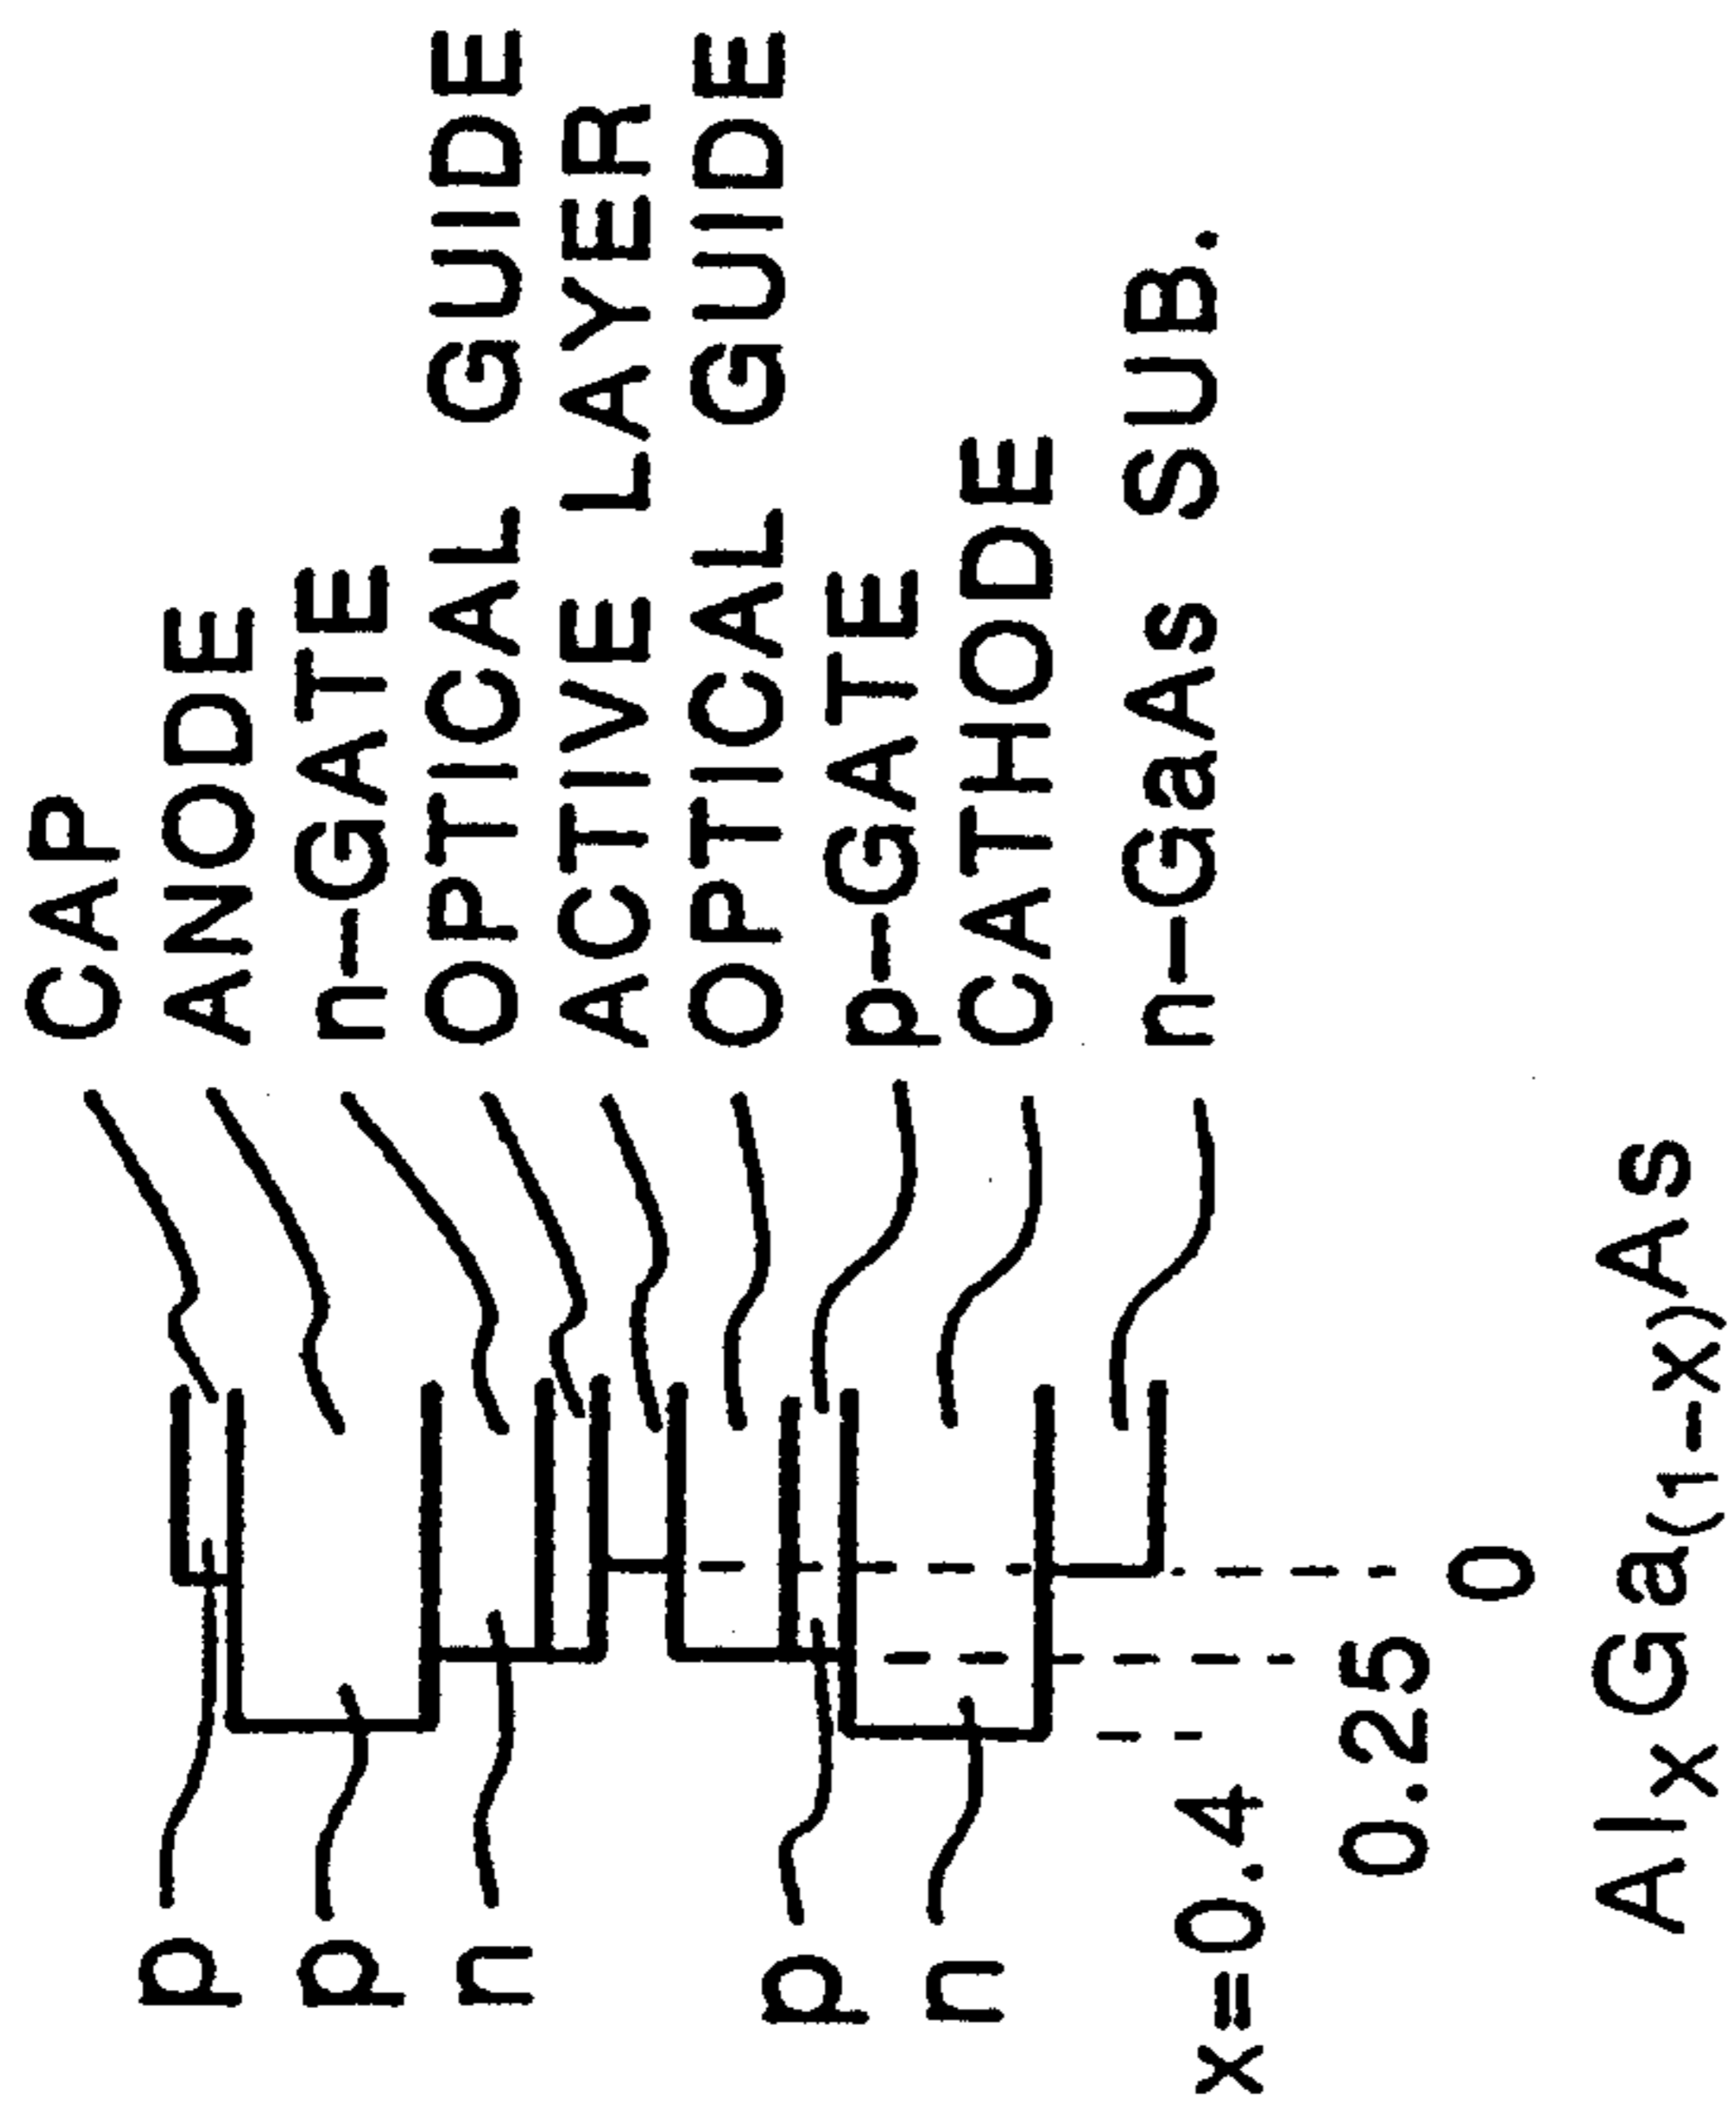 CAP
ANODE
n-GATE
OPTICAL GUIDE
ACTIVE LAYER
OPTICAL GUIDE
p-GATE
CATHODE
n-GaAs SUB.
p
p
n
p
n
x=0.4
0.25
0
AlxGa(1-x)As